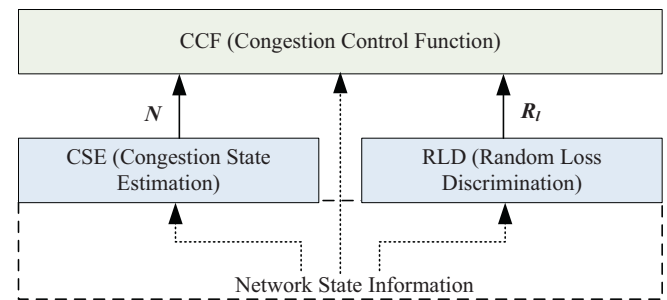 CCF (Congestion Control Function)
N
R_l
CSE (Congestion State
Estimation)
RLD (Random Loss
Discrimination)
Network State Information